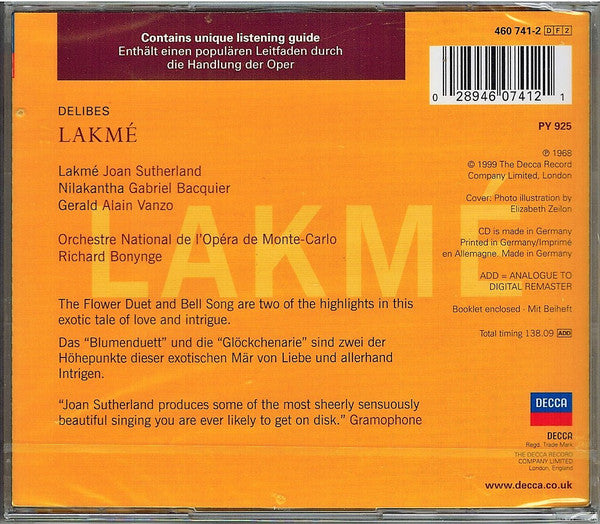 Contains unique listening guide
Enthält einen populären Leitfaden durch
die Handlung der Oper
460 741-2 DFZ
0 28946 07412 1
PY 925
DELIBES
LAKMÉ
Lakmé Joan Sutherland
Nilakantha Gabriel Bacquier
Gerald Alain Vanzo
LAKMÉ
Orchestre National de l'Opéra de Monte-Carlo
Richard Bonynge
The Flower Duet and Bell Song are two of the highlights in this
exotic tale of love and intrigue.
Das "Blumenduett" und die "Glöckchenarie" sind zwei der
Höhepunkte dieser exotischen Mär von Liebe und allerhand
Intrigen.
"Joan Sutherland produces some of the most sheerly sensuously
beautiful singing you are ever likely to get on disk." Gramophone
℗ 1968
© 1999 The Decca Record
Company Limited, London
Cover: Photo illustration by
Elizabeth Zeilon
CD is made in Germany
Printed in Germany/Imprimé
en Allemagne. Made in Germany
ADD = ANALOGUE TO
DIGITAL REMASTER
Booklet enclosed · Mit Beiheft
Total timing 138.09 ADD
DECCA
DECCA
Regd. Trade Mark
THE DECCA RECORD
COMPANY LIMITED
London, England
www.decca.co.uk